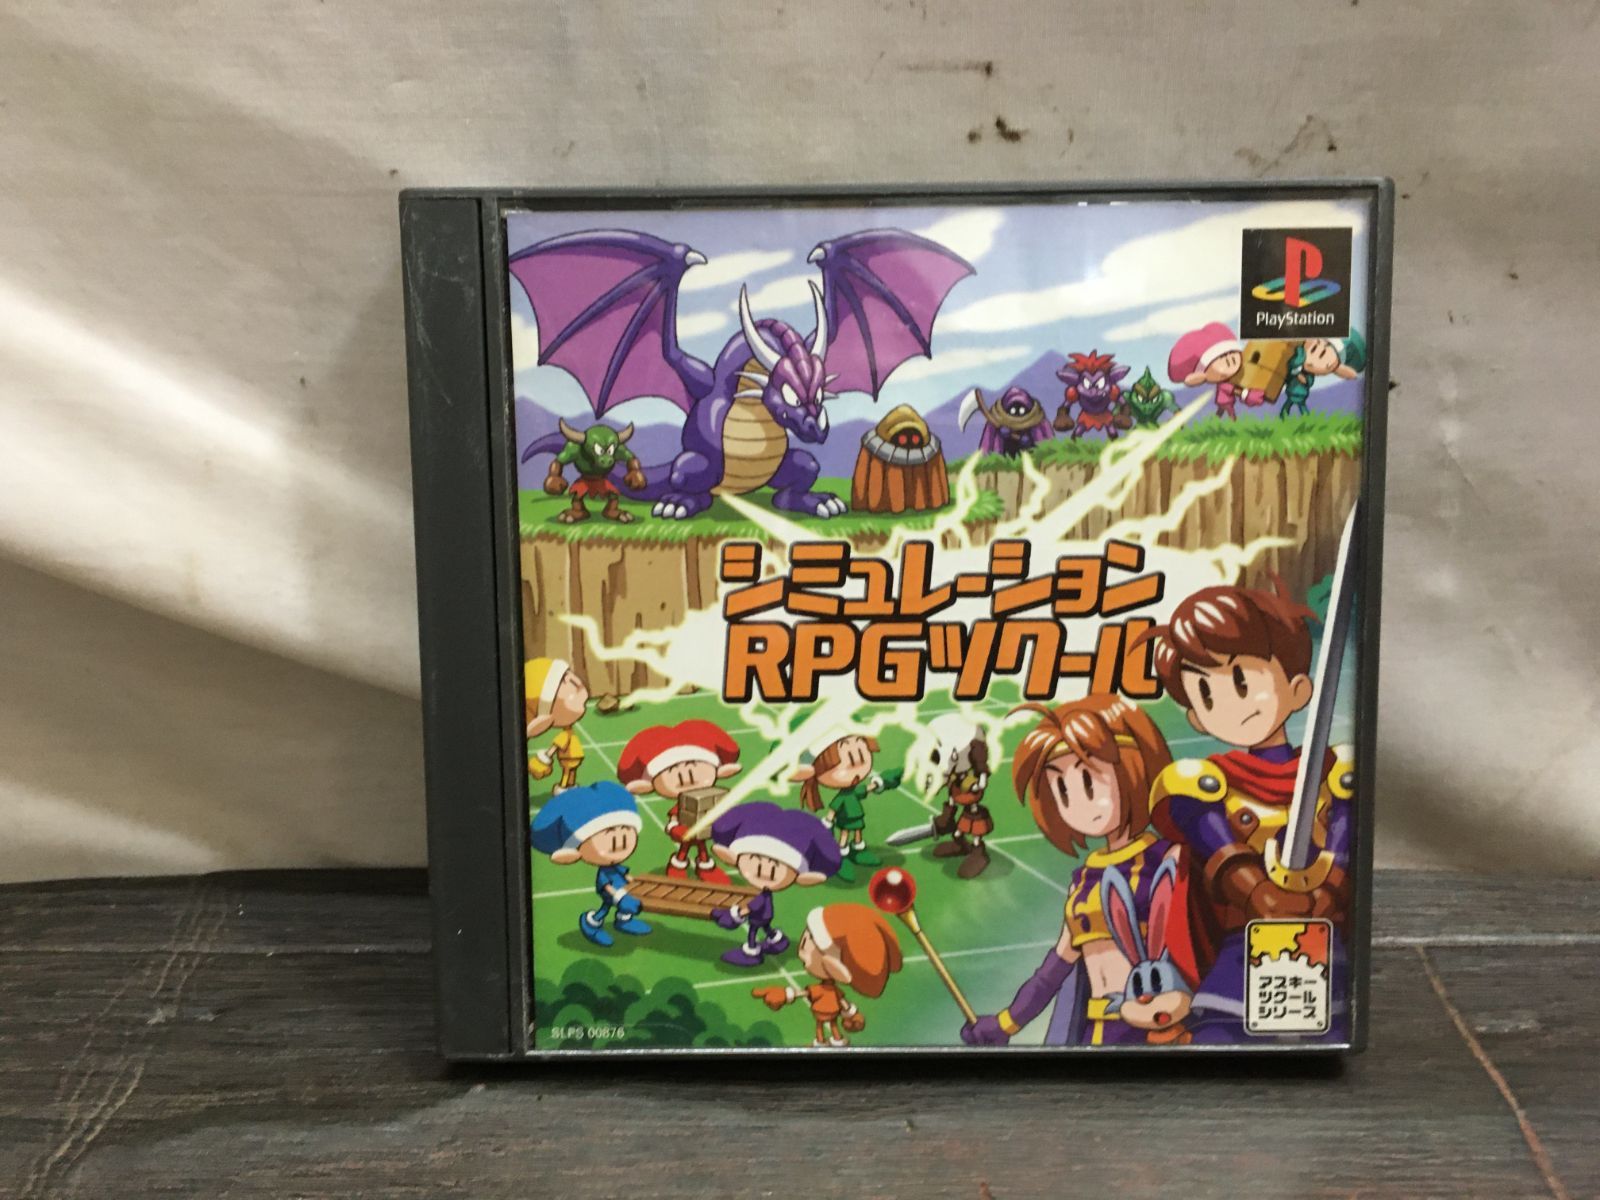 PlayStation
シミュレーション
RPGツクール
アスキー
ツクールシリーズ
SLPS 00876